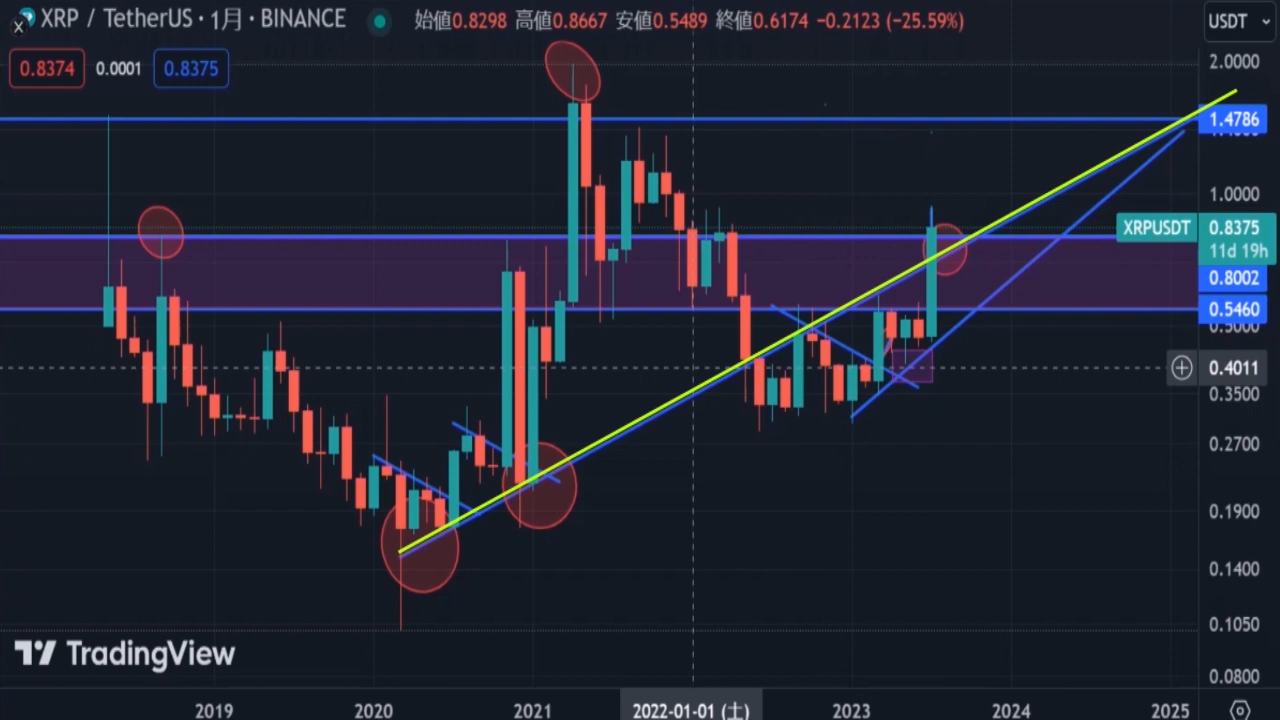 XRP / TetherUS · 1月 · BINANCE 始値0.8298 高値0.8667 安値0.5489 終値0.6174 −0.2123 (−25.59%) USDT
0.8374 0.0001 0.8375
2.0000
1.4786
1.0000
XRPUSDT 0.8375
11d 19h
0.8002
0.5460
0.5000
0.4011
0.3500
0.2700
0.1900
0.1400
0.1050
0.0800
TradingView
2019 2020 2021 2022-01-01 (土) 2023 2024 2025